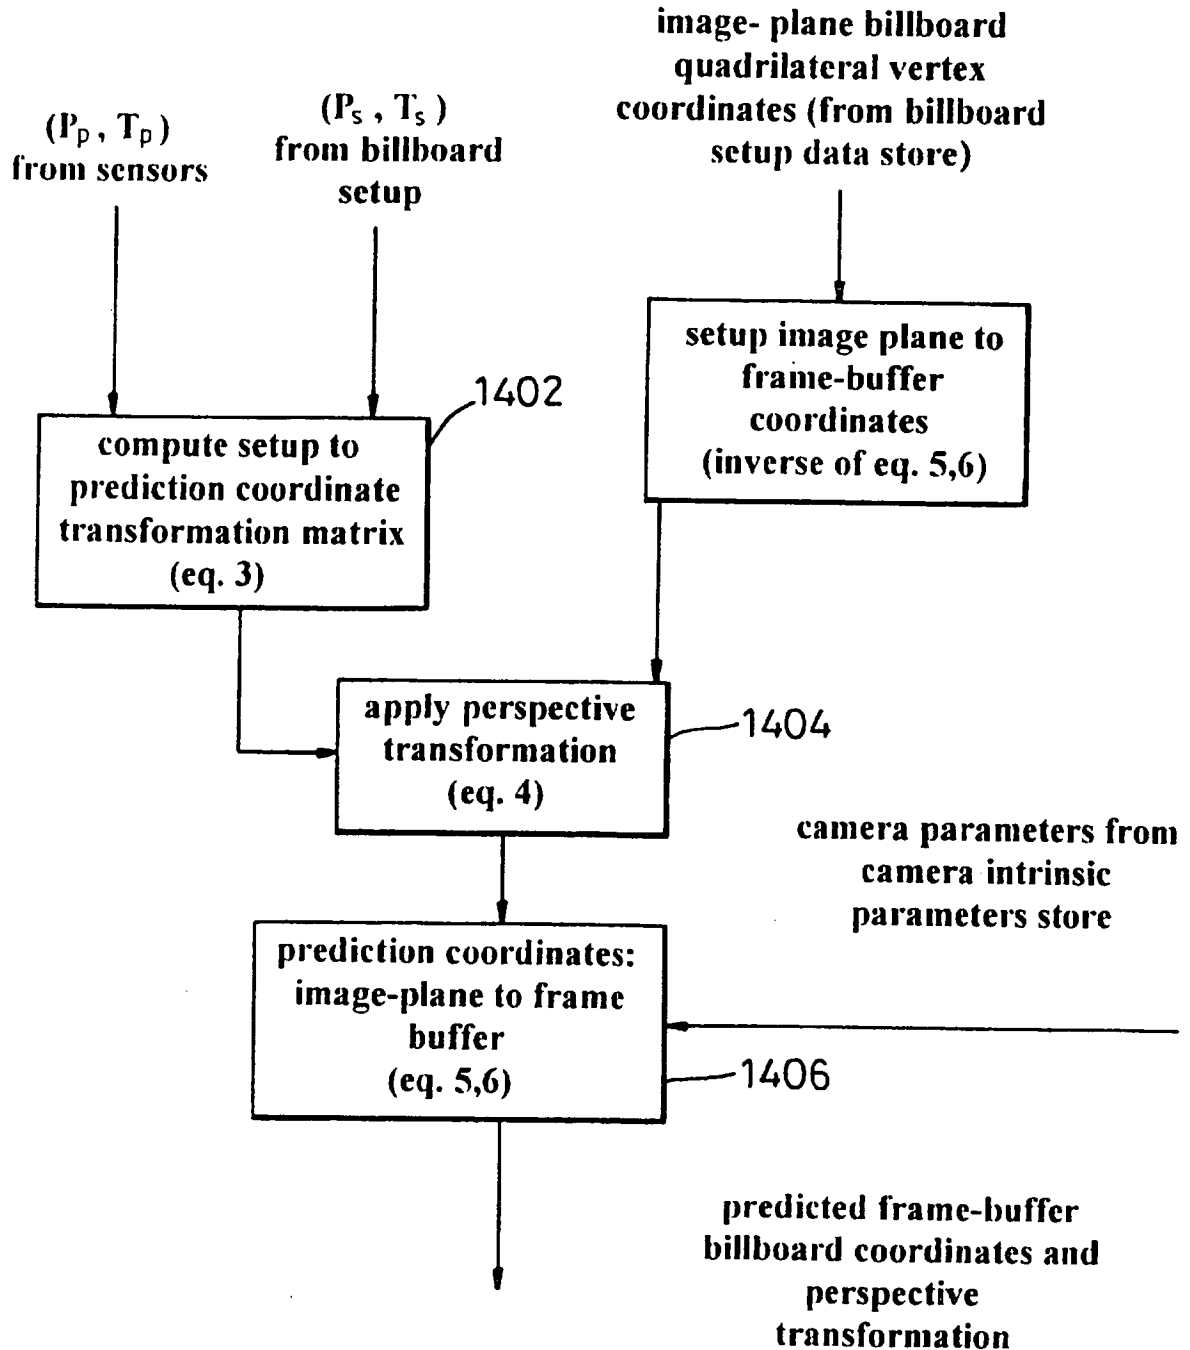 image- plane billboard
quadrilateral vertex
coordinates (from billboard
setup data store)
(Pp, Tp)
from sensors
(Ps, Ts)
from billboard
setup
setup image plane to
frame-buffer
coordinates
(inverse of eq. 5,6)
1402
compute setup to
prediction coordinate
transformation matrix
(eq. 3)
apply perspective
transformation
(eq. 4)
1404
camera parameters from
camera intrinsic
parameters store
prediction coordinates:
image-plane to frame
buffer
(eq. 5,6)
1406
predicted frame-buffer
billboard coordinates and
perspective
transformation